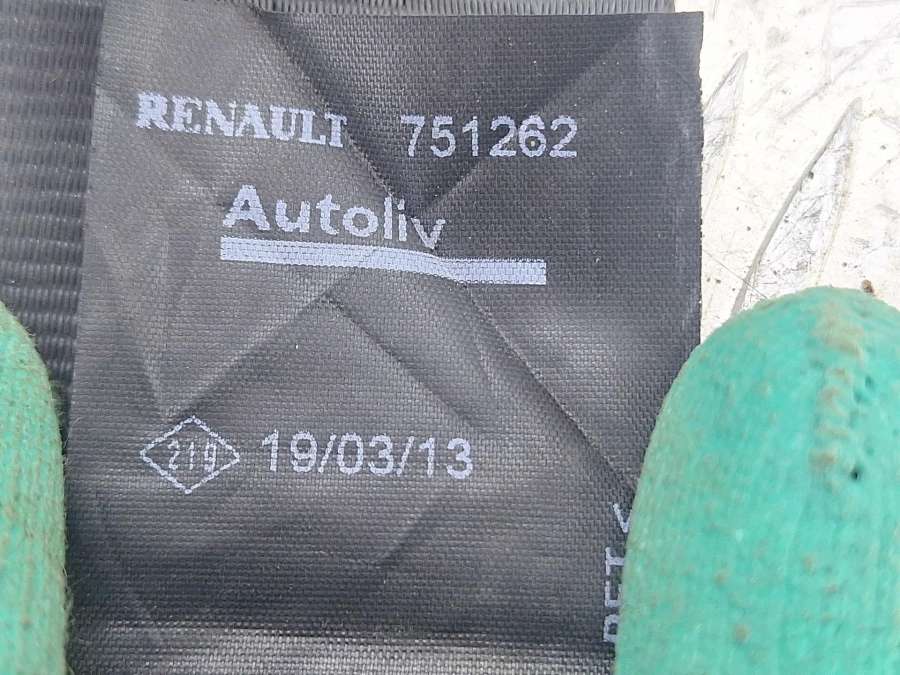 RENAULT 751262
Autoliv
219 19/03/13